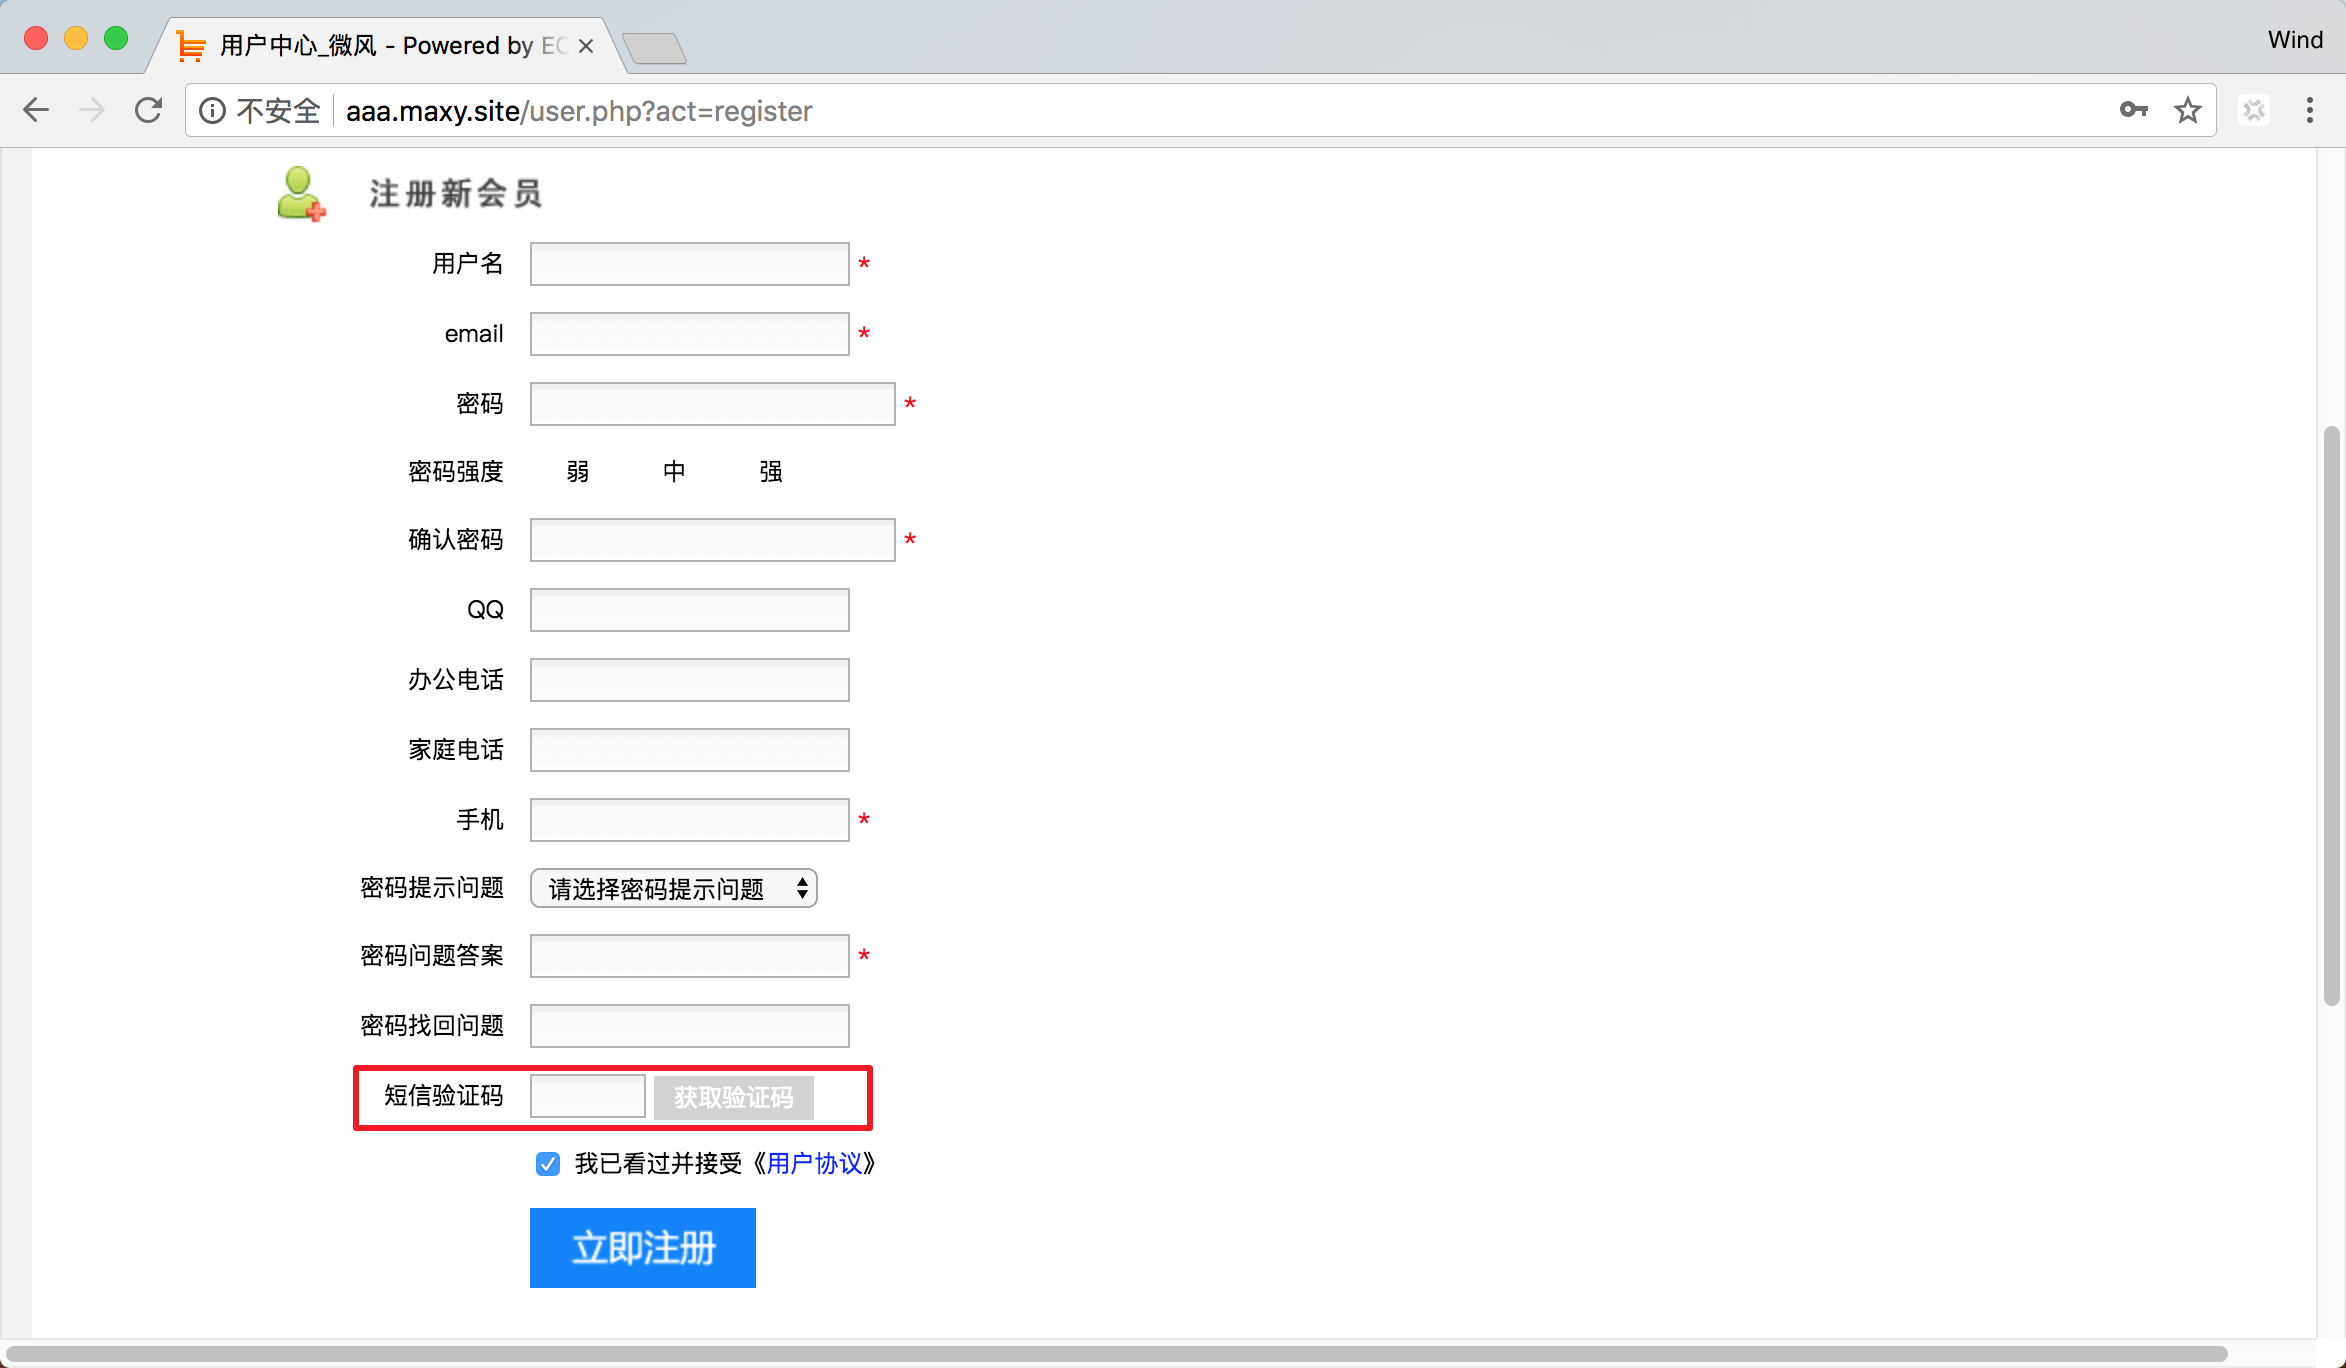 用户中心_微风 - Powered by EC
Wind
不安全 aaa.maxy.site/user.php?act=register
注册新会员
用户名 *
email *
密码 *
密码强度 弱 中 强
确认密码 *
QQ
办公电话
家庭电话
手机 *
密码提示问题 请选择密码提示问题
密码问题答案 *
密码找回问题
短信验证码 获取验证码
我已看过并接受《用户协议》
立即注册